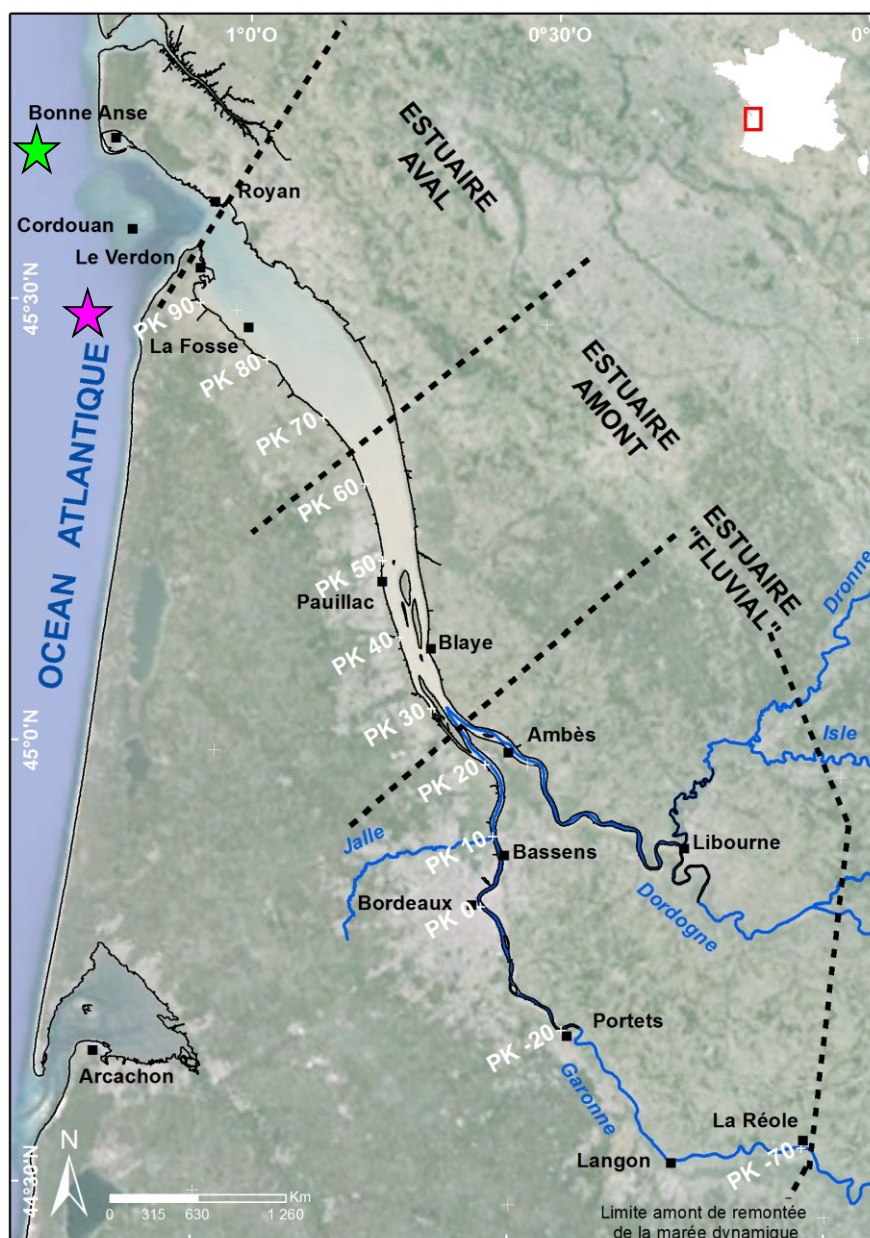 1°0'O
0°30'O
0°
Bonne Anse
ESTUAIRE
AVAL
Royan
Cordouan
Le Verdon
45°30'N
PK 90
La Fosse
PK 80
ESTUAIRE
AMONT
OCEAN ATLANTIQUE
PK 70
PK 60
ESTUAIRE
"FLUVIAL"
Dronne
PK 50
Pauillac
PK 40
Blaye
PK 30
Ambès
Isle
45°0'N
PK 20
Jalle
PK 10
Bassens
Libourne
Bordeaux
PK 0
Dordogne
PK -20
Portets
Arcachon
Garonne
La Réole
N
Langon
PK -70
44°30'N
Km
0 315 630 1 260
Limite amont de remontée
de la marée dynamique